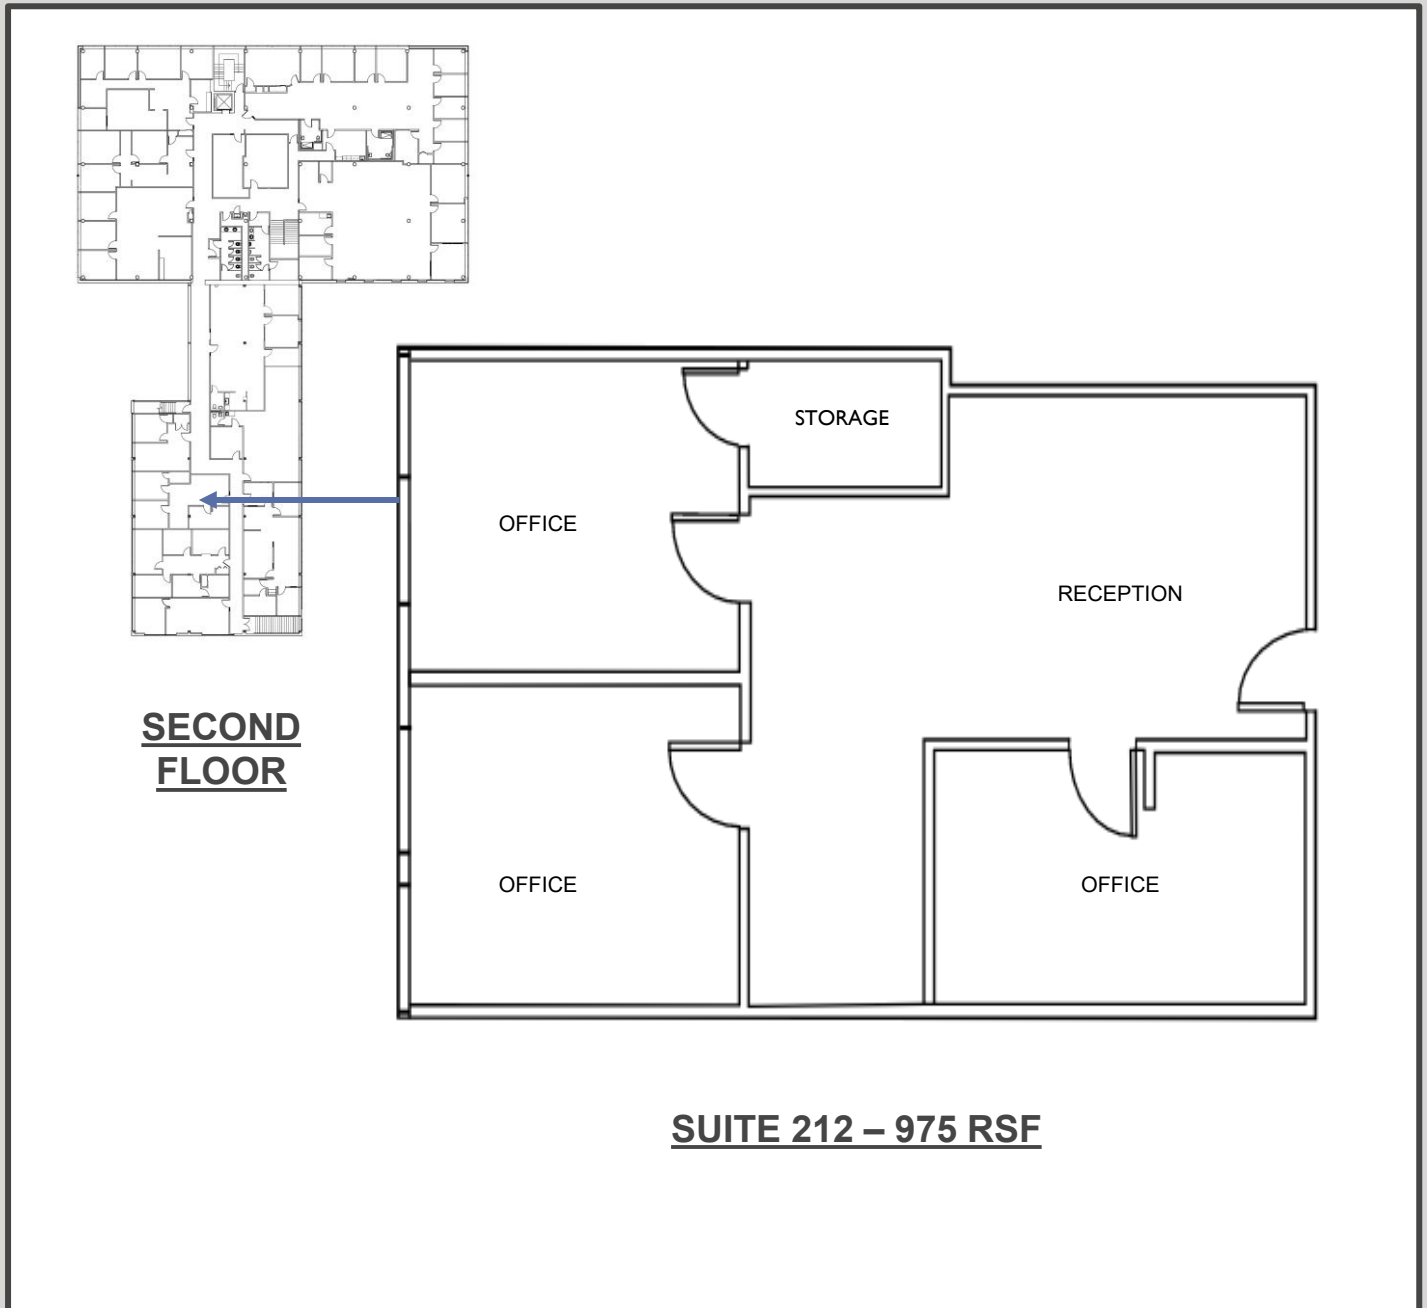 STORAGE
OFFICE
RECEPTION
SECOND
FLOOR
OFFICE
OFFICE
SUITE 212 – 975 RSF